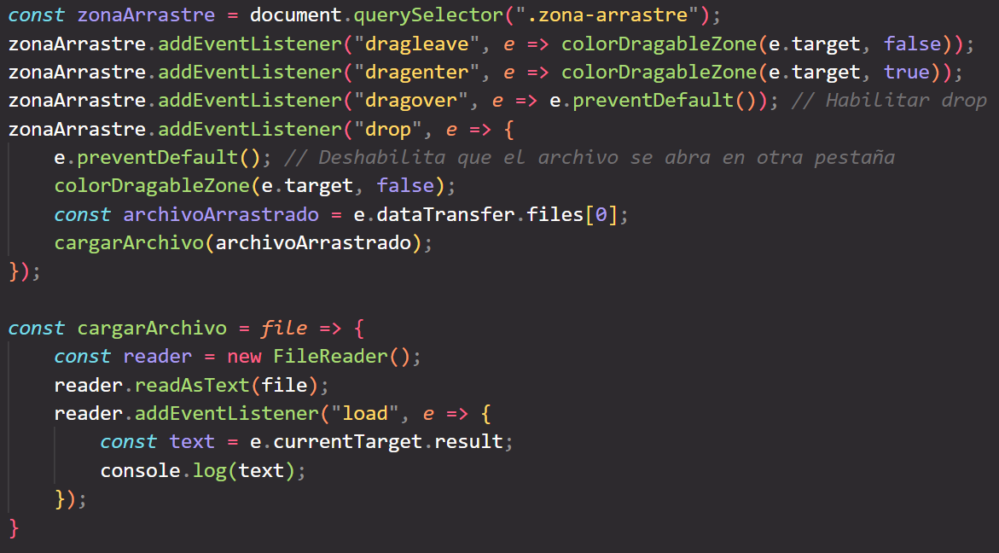 const zonaArrastre = document.querySelector(".zona-arrastre");
zonaArrastre.addEventListener("dragleave", e => colorDragableZone(e.target, false));
zonaArrastre.addEventListener("dragenter", e => colorDragableZone(e.target, true));
zonaArrastre.addEventListener("dragover", e => e.preventDefault()); // Habilitar drop
zonaArrastre.addEventListener("drop", e => {
    e.preventDefault(); // Deshabilita que el archivo se abra en otra pestaña
    colorDragableZone(e.target, false);
    const archivoArrastrado = e.dataTransfer.files[0];
    cargarArchivo(archivoArrastrado);
});

const cargarArchivo = file => {
    const reader = new FileReader();
    reader.readAsText(file);
    reader.addEventListener("load", e => {
        const text = e.currentTarget.result;
        console.log(text);
    });
}